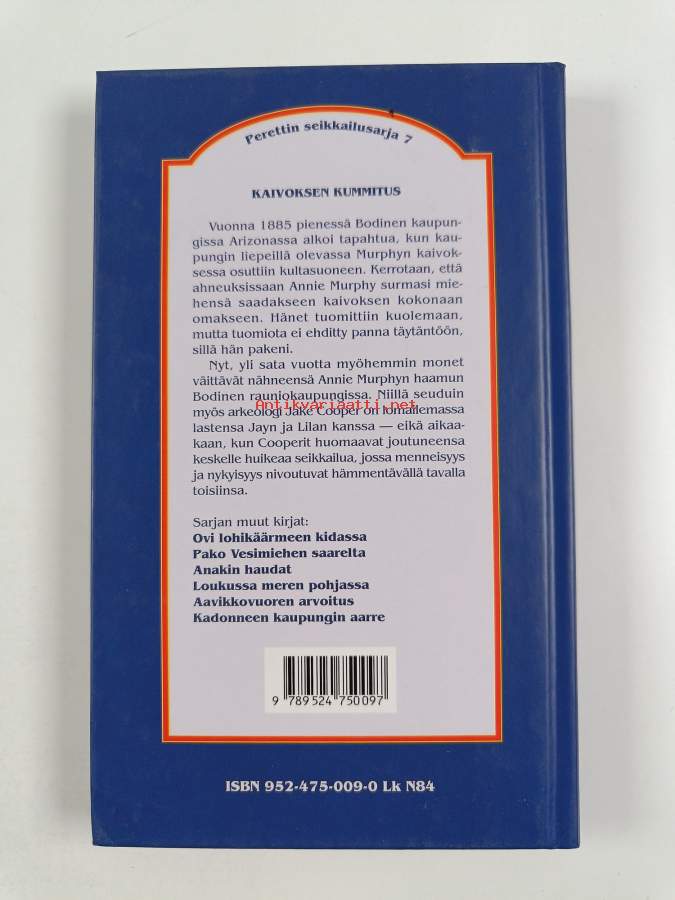 Perettin seikkailusarja 7
KAIVOKSEN KUMMITUS
Vuonna 1885 pienessä Bodinen kaupun-
gissa Arizonassa alkoi tapahtua, kun kau-
pungin liepeillä olevassa Murphyn kaivok-
sessa osuttiin kultasuoneen. Kerrotaan, että
ahneuksissaan Annie Murphy surmasi mie-
hensä saadakseen kaivoksen kokonaan
omakseen. Hänet tuomittiin kuolemaan,
mutta tuomiota ei ehditty panna täytäntöön,
sillä hän pakeni.
Nyt, yli sata vuotta myöhemmin monet
väittävät nähneensä Annie Murphyn haamun
Bodinen rauniokaupungissa. Niillä seuduin
Antikvariaatti.net
myös arkeologi Jake Cooper on lomailemassa
lastensa Jayn ja Lilan kanssa — eikä aikaa-
kaan, kun Cooperit huomaavat joutuneensa
keskelle huikeaa seikkailua, jossa menneisyys
ja nykyisyys nivoutuvat hämmentävällä tavalla
toisiinsa.
Sarjan muut kirjat:
Ovi lohikäärmeen kidassa
Pako Vesimiehen saarelta
Anakin haudat
Loukussa meren pohjassa
Aavikkovuoren arvoitus
Kadonneen kaupungin aarre
9 789524 750097
ISBN 952-475-009-0 Lk N84